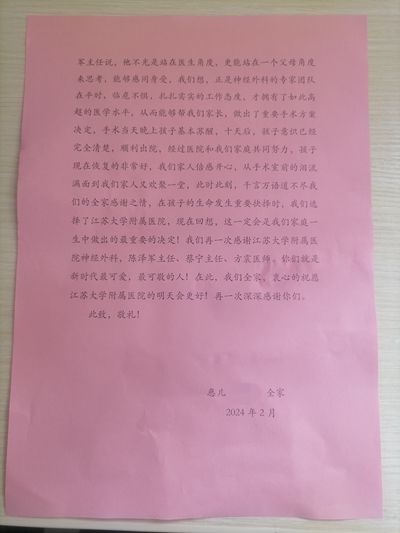 军主任说，他不光是站在医生角度，更能站在一个父母角度
来思考，能够感同身受，我们想，正是神经外科的专家团队
在平时，临危不惧，扎扎实实的工作态度，才拥有了如此高
超的医学水平，从而能够帮我们家长，做出了重要手术方案
决定，手术当天晚上孩子基本苏醒，十天后，孩子意识已经
完全清楚，顺利出院，经过医院和我们家庭共同努力，孩子
现在恢复的非常好，我们家人倍感开心，从手术室前的泪流
满面到我们家人又欢聚一堂，此时此刻，千言万语道不尽我
们的全家感谢之情，在孩子的生命发生重要抉择时，我们选
择了江苏大学附属医院，现在回想，这一定会是我们家庭一
生中做出的最重要的决定！我们再一次感谢江苏大学附属医
院神经外科，陈泽军主任、蔡宁主任、方宸医师。你们就是
新时代最可爱，最可敬的人！在此，我们全家，衷心的祝愿
江苏大学附属医院的明天会更好！再一次深深感谢你们。
此致，敬礼！
患儿 全家
2024 年 2 月